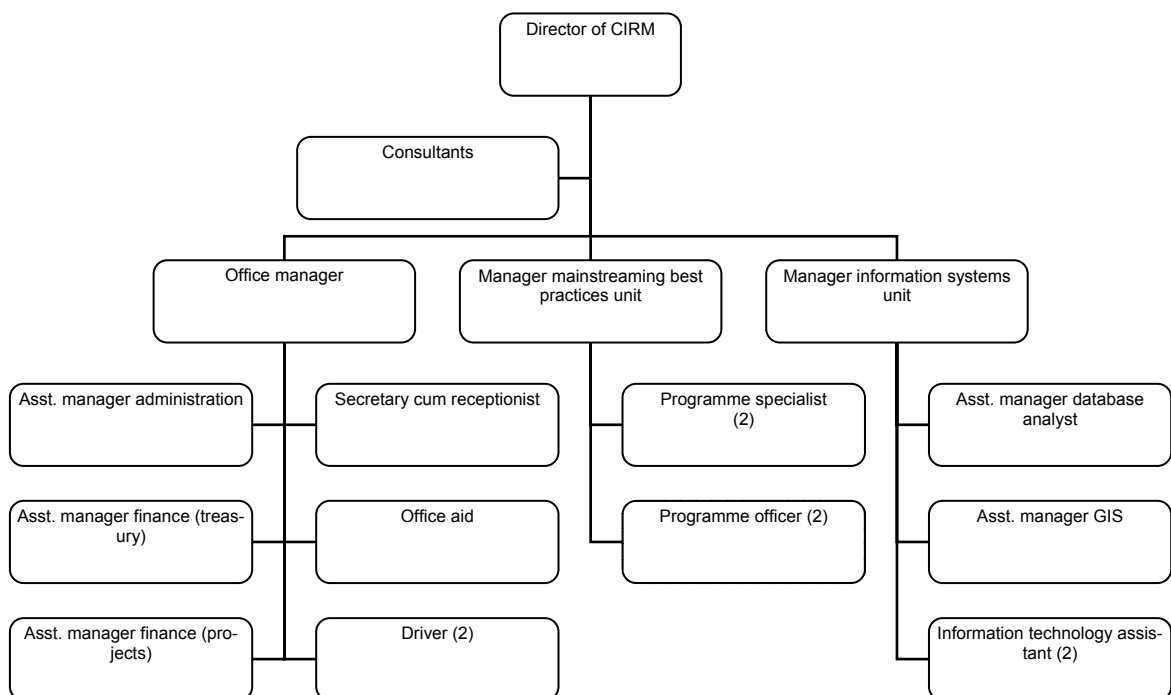 Director of CIRM
Consultants
Office manager
Manager mainstreaming best
practices unit
Manager information systems
unit
Asst. manager administration
Secretary cum receptionist
Programme specialist
(2)
Asst. manager database
analyst
Asst. manager finance (treas-
ury)
Office aid
Programme officer (2)
Asst. manager GIS
Asst. manager finance (pro-
jects)
Driver (2)
Information technology assis-
tant (2)